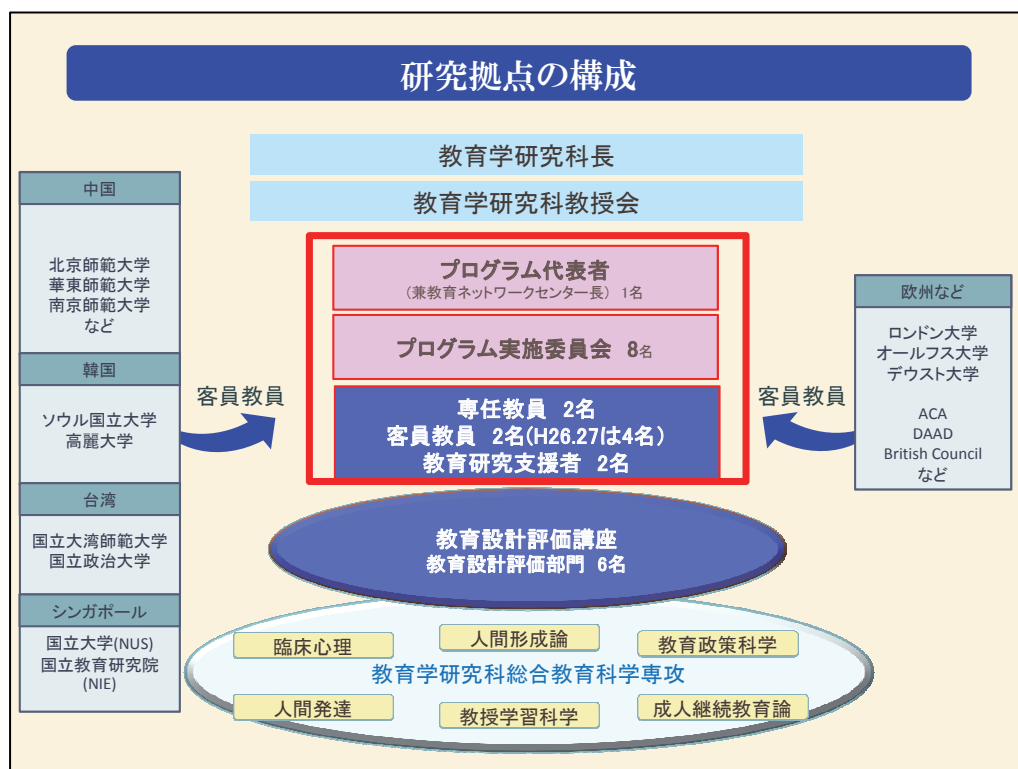 研究拠点の構成
教育学研究科長
教育学研究科教授会
中国
北京師範大学
華東師範大学
南京師範大学
など
韓国
ソウル国立大学
高麗大学
台湾
国立大湾師範大学
国立政治大学
シンガポール
国立大学(NUS)
国立教育研究院
(NIE)
客員教員
プログラム代表者
(兼教育ネットワークセンター長) 1名
プログラム実施委員会 8名
専任教員 2名
客員教員 2名(H26.27は4名)
教育研究支援者 2名
客員教員
欧州など
ロンドン大学
オールフス大学
デウスト大学
ACA
DAAD
British Council
など
教育設計評価講座
教育設計評価部門 6名
臨床心理
人間形成論
教育政策科学
教育学研究科総合教育科学専攻
人間発達
教授学習科学
成人継続教育論